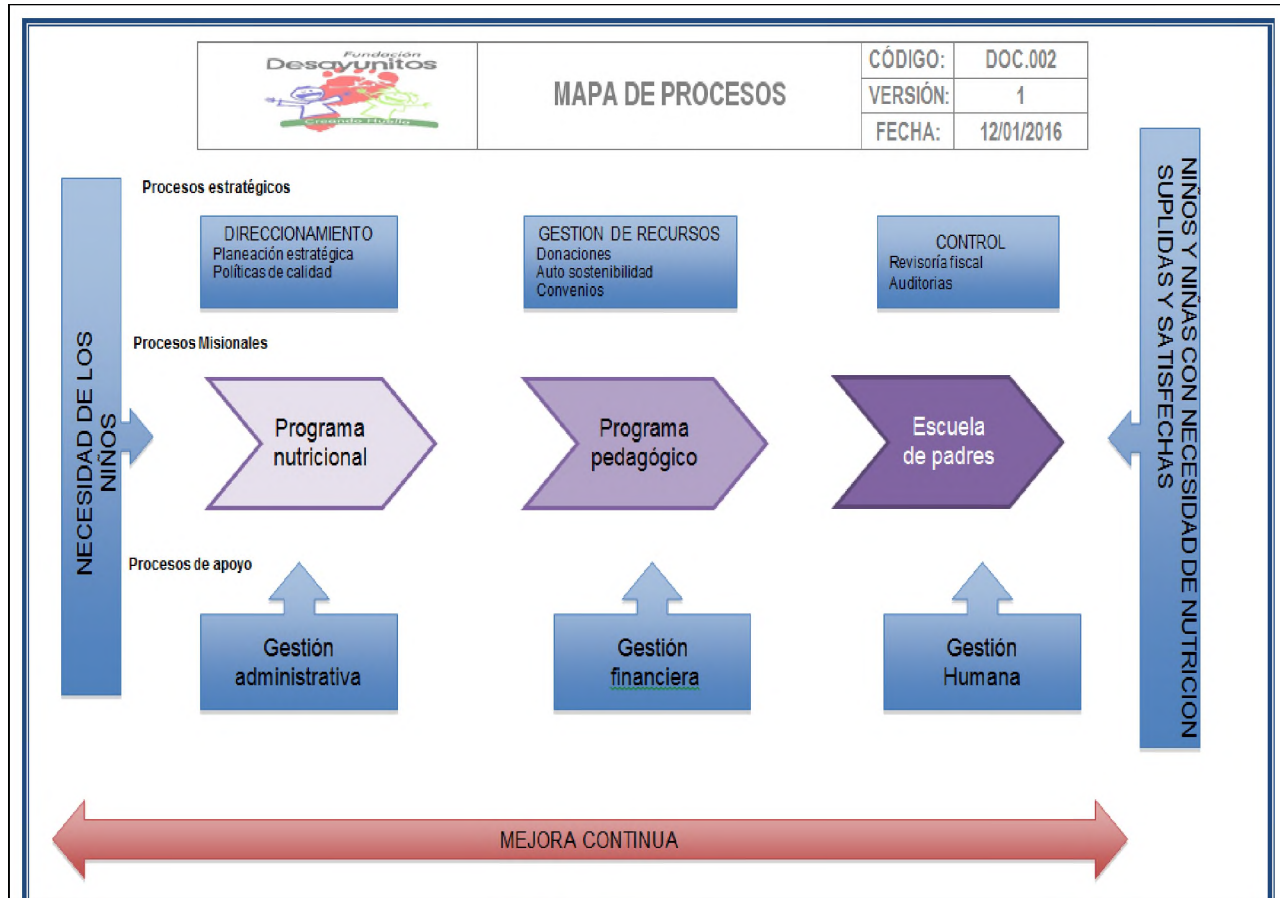 Fundación
Desayunitos
Creando Huella
MAPA DE PROCESOS
CÓDIGO: DOC.002
VERSIÓN: 1
FECHA: 12/01/2016
NECESIDAD DE LOS
NIÑOS
Procesos estratégicos
DIRECCIONAMIENTO
Planeación estratégica
Políticas de calidad
GESTION DE RECURSOS
Donaciones
Auto sostenibilidad
Convenios
CONTROL
Revisoría fiscal
Auditorias
Procesos Misionales
Programa
nutricional
Programa
pedagógico
Escuela
de padres
Procesos de apoyo
Gestión
administrativa
Gestión
financiera
Gestión
Humana
NIÑOS Y NIÑAS CON NECESIDAD DE NUTRICION
SUPLIDAS Y SATISFECHAS
MEJORA CONTINUA